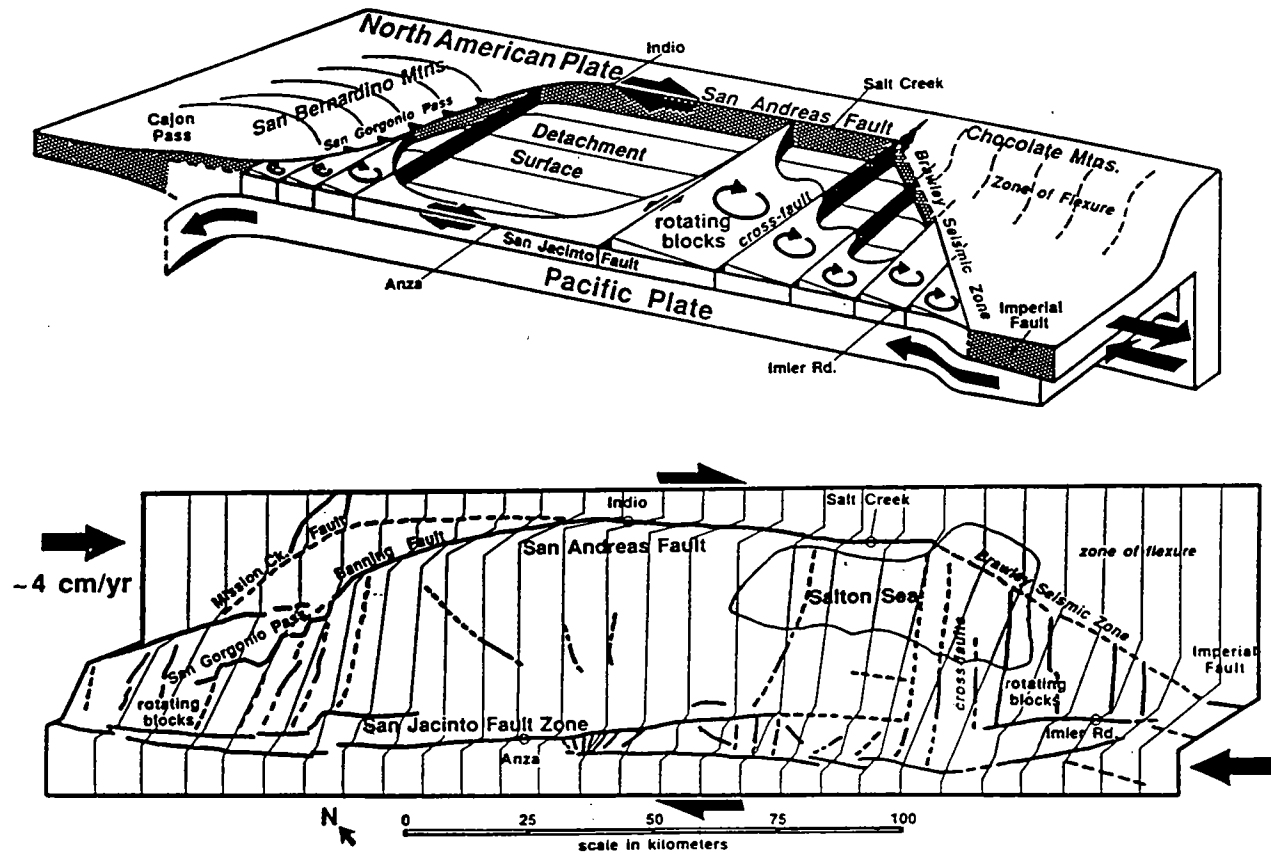 North American Plate
Indio
Salt Creek
San Bernardino Mtns.
Cajon
Pass
San Gorgonio Pass
San Andreas Fault
Detachment
Surface
Chocolate Mtns.
Zone of Flexure
Brawley Seismic Zone
rotating
blocks
cross-fault
San Jacinto Fault
Anza
Pacific Plate
Imperial
Fault
Imler Rd.
~4 cm/yr
Indio
Salt Creek
Mission Ck. Fault
Banning Fault
San Andreas Fault
zone of flexure
Brawley Seismic Zone
Salton Sea
San Gorgonio Pass
cross-faults
Imperial
Fault
rotating
blocks
rotating
blocks
San Jacinto Fault Zone
Imler Rd.
Anza
N
0 25 50 75 100
scale in kilometers